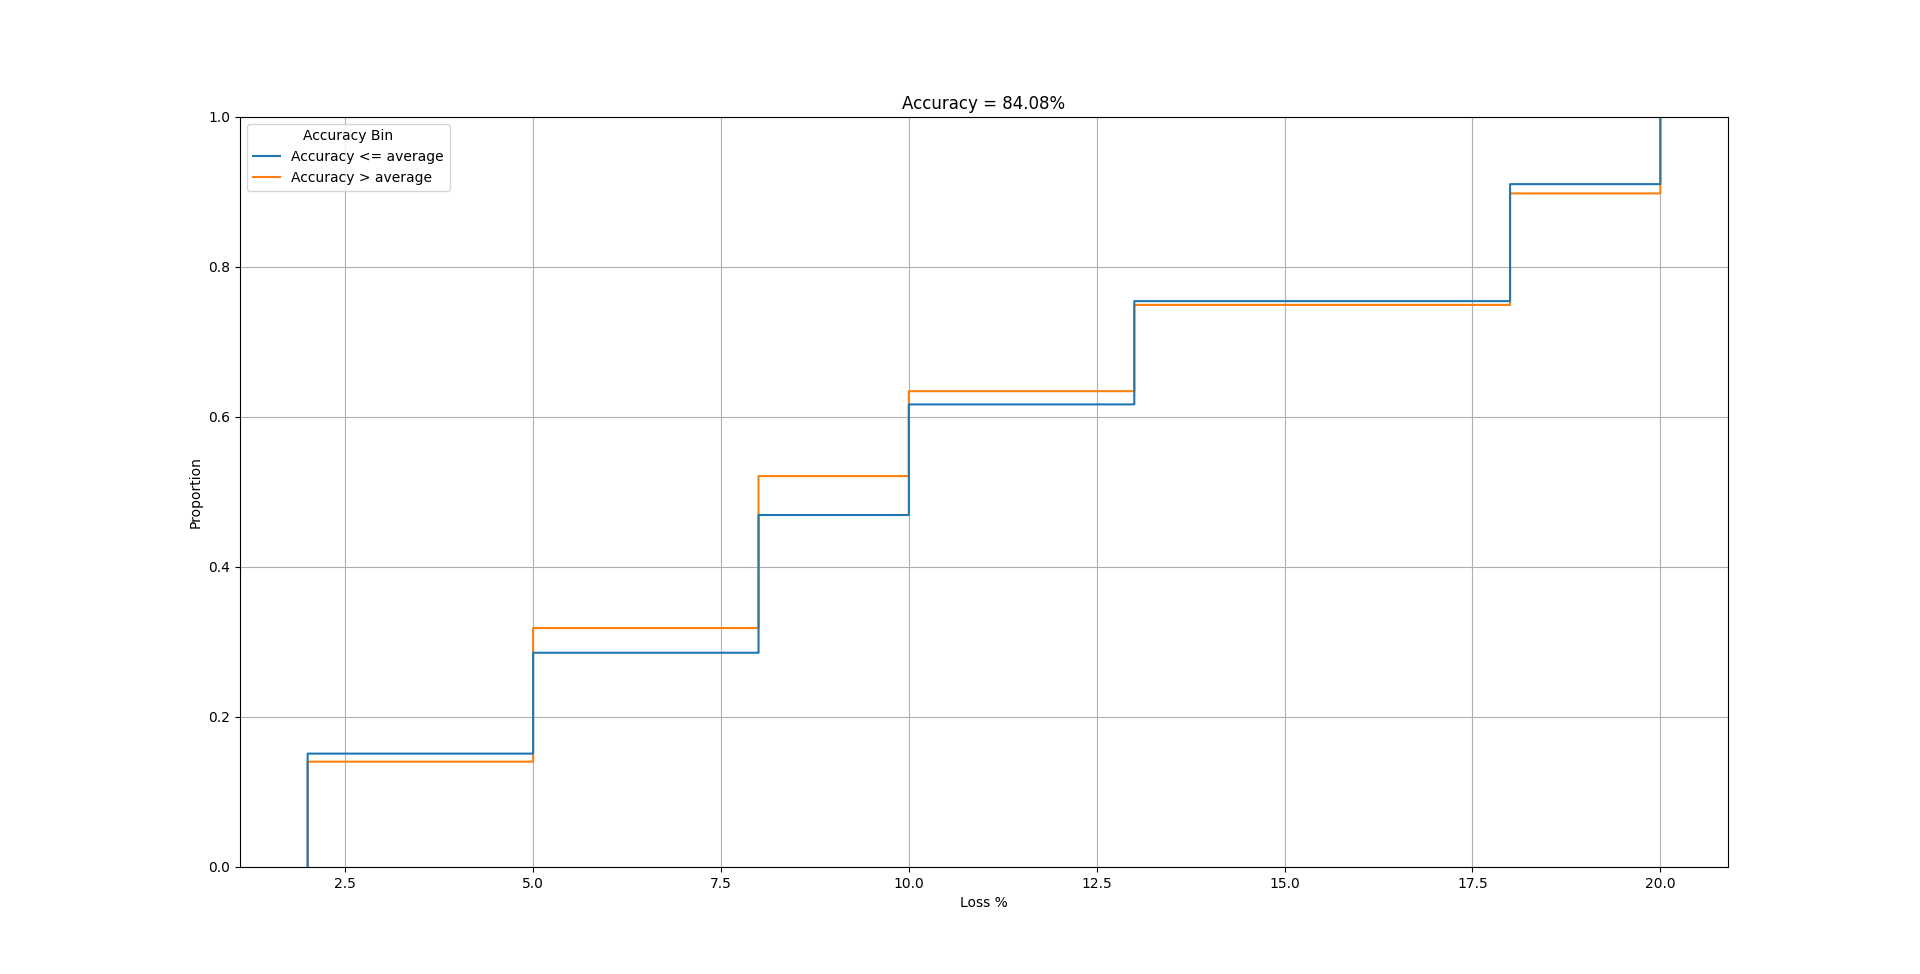 Accuracy = 84.08%
1.0
Accuracy Bin
Accuracy <= average
Accuracy > average
0.8
0.6
Proportion
0.4
0.2
0.0
2.5 5.0 7.5 10.0 12.5 15.0 17.5 20.0
Loss %